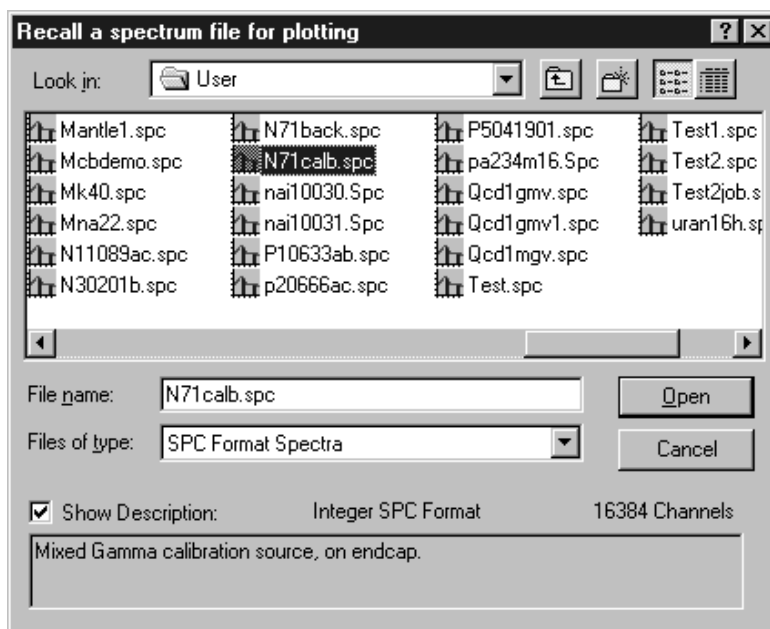 Recall a spectrum file for plotting
Look in: User
Mantle1.spc N71back.spc P5041901.spc Test1.spc
Mcbdemo.spc N71calb.spc pa234m16.Spc Test2.spc
Mk40.spc nai10030.Spc Qcd1gmv.spc Test2job.s
Mna22.spc nai10031.Spc Qcd1gmv1.spc uran16h.sp
N11089ac.spc P10633ab.spc Qcd1mgv.spc
N30201b.spc p20666ac.spc Test.spc
File name: N71calb.spc Open
Files of type: SPC Format Spectra Cancel
Show Description: Integer SPC Format 16384 Channels
Mixed Gamma calibration source, on endcap.